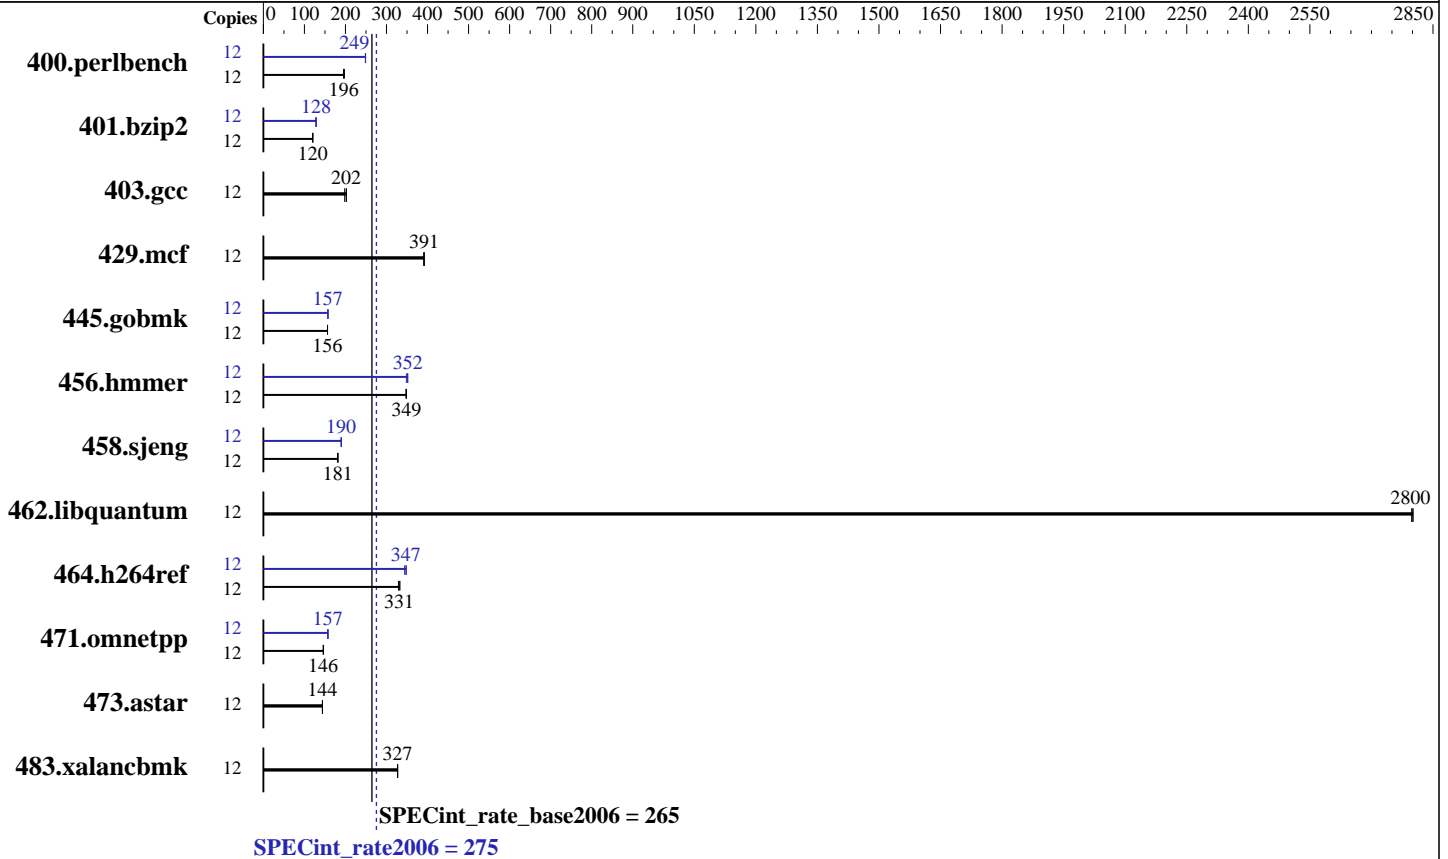 Copies 0 100 200 300 400 500 600 700 800 900 1050 1200 1350 1500 1650 1800 1950 2100 2250 2400 2550 2850
400.perlbench 12 249
12 196
401.bzip2 12 128
12 120
403.gcc 12 202
429.mcf 12 391
445.gobmk 12 157
12 156
456.hmmer 12 352
12 349
458.sjeng 12 190
12 181
462.libquantum 12 2800
464.h264ref 12 347
12 331
471.omnetpp 12 157
12 146
473.astar 12 144
483.xalancbmk 12 327
SPECint_rate_base2006 = 265
SPECint_rate2006 = 275